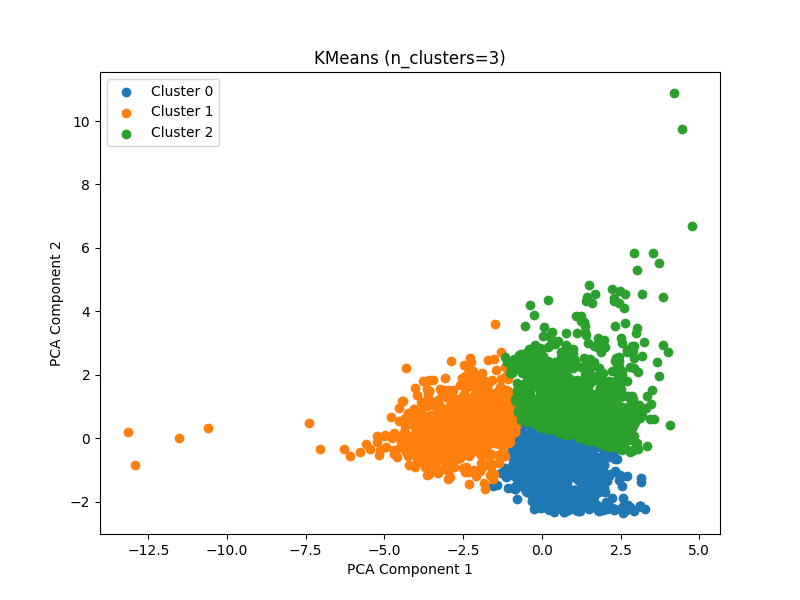 KMeans (n_clusters=3)
Cluster 0
Cluster 1
Cluster 2
10
8
6
4
2
0
−2
PCA Component 2
−12.5 −10.0 −7.5 −5.0 −2.5 0.0 2.5 5.0
PCA Component 1